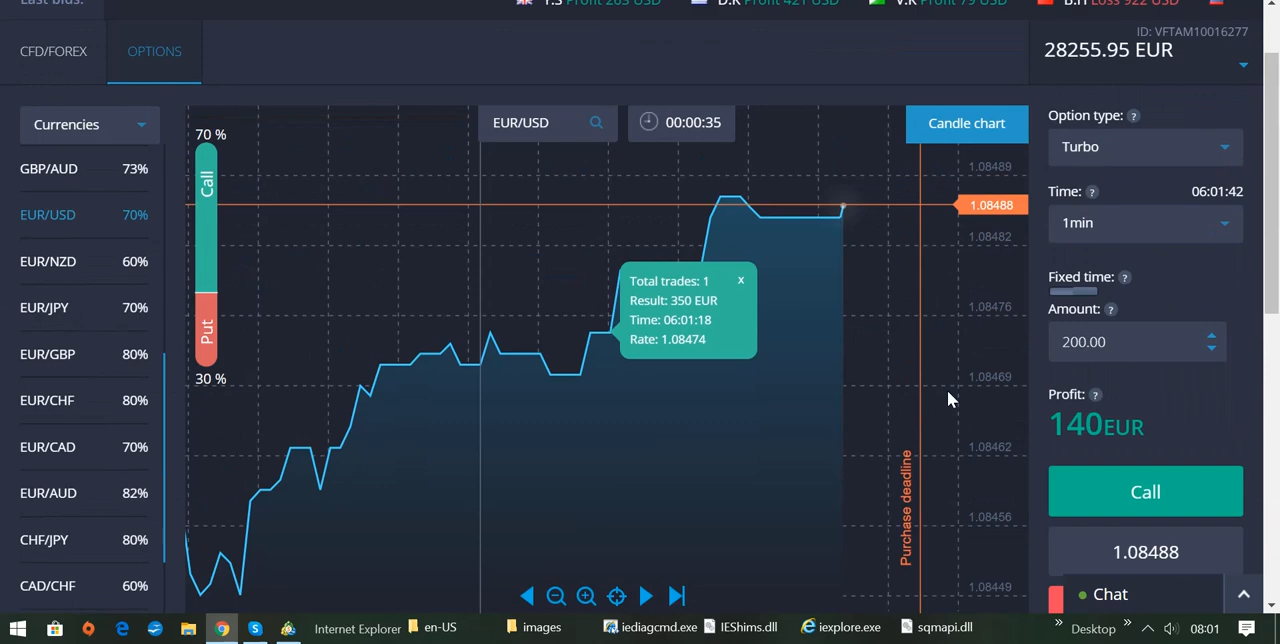 Last bids:
Y.S Profit 263 USD
D.R Profit 421 USD
V.R Profit 79 USD
B.H Loss 922 USD
CFD/FOREX
OPTIONS
ID: VFTAM10016277
28255.95 EUR
Currencies
GBP/AUD 73%
EUR/USD 70%
EUR/NZD 60%
EUR/JPY 70%
EUR/GBP 80%
EUR/CHF 80%
EUR/CAD 70%
EUR/AUD 82%
CHF/JPY 80%
CAD/CHF 60%
70 %
Call
Put
30 %
EUR/USD
00:00:35
Candle chart
1.08489
1.08488
1.08482
1.08476
1.08469
1.08462
1.08456
1.08449
Total trades: 1 x
Result: 350 EUR
Time: 06:01:18
Rate: 1.08474
Purchase deadline
Option type: ?
Turbo
Time: ? 06:01:42
1min
Fixed time: ?
Amount: ?
200.00
Profit: ?
140EUR
Call
1.08488
Chat
Internet Explorer
en-US
images
iediagcmd.exe
IEShims.dll
iexplore.exe
sqmapi.dll
»
Desktop
»
08:01